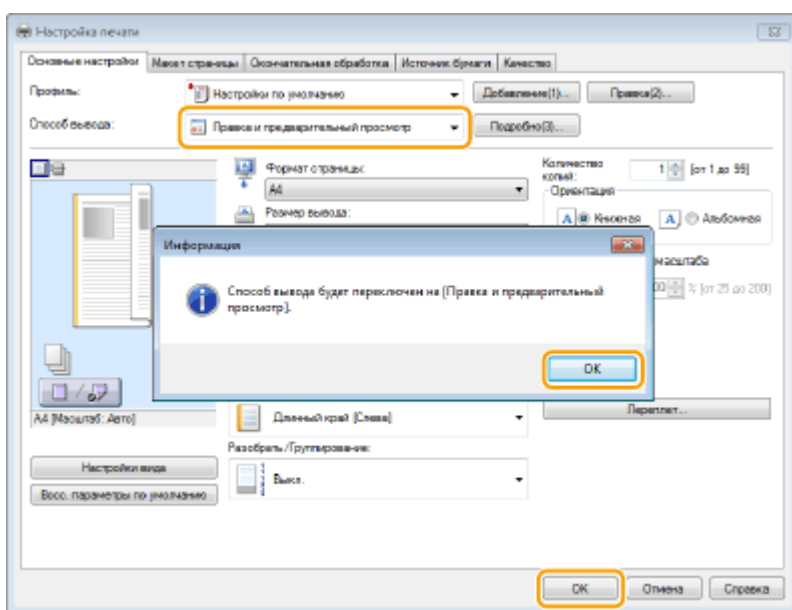 Настройка печати
Основные настройки Макет страницы Окончательная обработка Источник бумаги Качество
Профиль: Настройки по умолчанию Добавление(1)... Правка(2)...
Способ вывода: Правка и предварительный просмотр Подробно(3)...
Формат страницы:
A4
Размер вывода:
Количество копий: 1 [от 1 до 99]
Ориентация
A Книжная A Альбомная
масштаба
00 % [от 25 до 200]
Информация
Способ вывода будет переключен на [Правка и предварительный
просмотр].
OK
A4 [Масштаб: Авто]
Длинный край [Слева]
Переплет...
Разобрать/Группирование:
Выкл.
Настройки вида
Восс. параметры по умолчанию
OK Отмена Справка